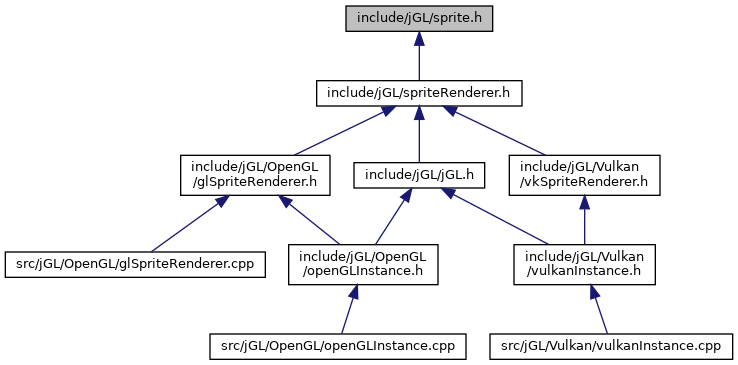 include/jGL/sprite.h
include/jGL/spriteRenderer.h
include/jGL/OpenGL
/glSpriteRenderer.h
include/jGL/jGL.h
include/jGL/Vulkan
/vkSpriteRenderer.h
src/jGL/OpenGL/glSpriteRenderer.cpp
include/jGL/OpenGL
/openGLInstance.h
include/jGL/Vulkan
/vulkanInstance.h
src/jGL/OpenGL/openGLInstance.cpp
src/jGL/Vulkan/vulkanInstance.cpp